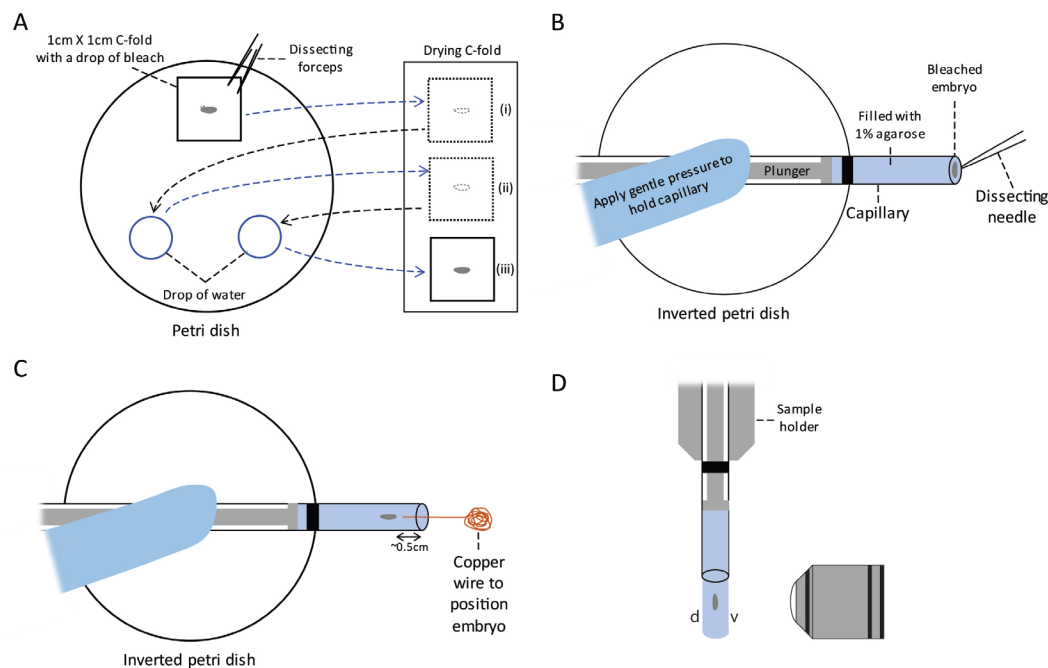 A
1cm X 1cm C-fold
with a drop of bleach
Dissecting
forceps
Drying C-fold
(i)
(ii)
(iii)
Drop of water
Petri dish
B
Bleached
embryo
Filled with
1% agarose
Apply gentle pressure to
hold capillary
Plunger
Capillary
Dissecting
needle
Inverted petri dish
C
~0.5cm
Copper
wire to
position
embryo
Inverted petri dish
D
Sample
holder
d
v